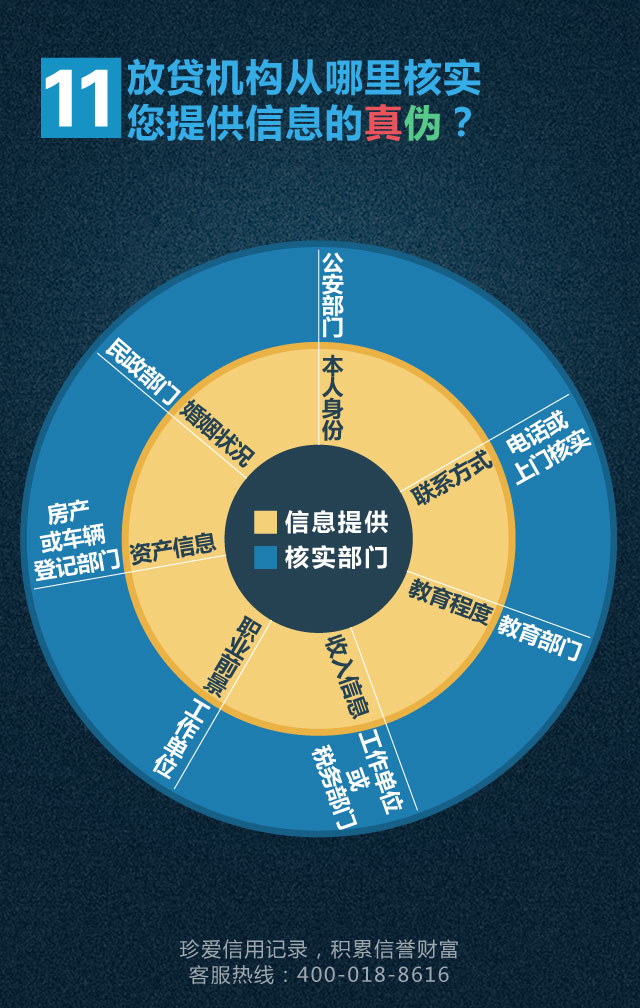 11
放贷机构从哪里核实
您提供信息的真伪？
公安部门
本人身份
电话或
上门核实
联系方式
教育程度
教育部门
收入信息
工作单位
或
税务部门
职业前景
工作单位
资产信息
房产
或车辆
登记部门
婚姻状况
民政部门
信息提供
核实部门
珍爱信用记录，积累信誉财富
客服热线：400-018-8616